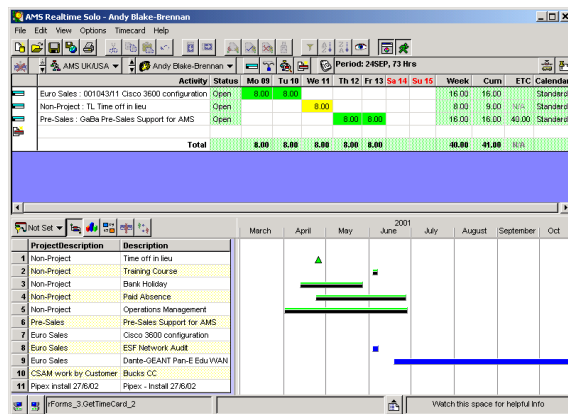 AMS Realtime Solo - Andy Blake-Brennan
File Edit View Options Timecard Help
AMS UK/USA Andy Blake-Brennan Period: 24SEP, 73 Hrs
Activity Status Mo 09 Tu 10 We 11 Th 12 Fr 13 Sa 14 Su 15 Week Cum ETC Calendar
Euro Sales : 001043/11 Cisco 3600 configuration Open 8.00 8.00 16.00 16.00 Standard
Non-Project : TL Time off in lieu Open 8.00 8.00 9.00 N/A Standard
Pre-Sales : GaBa Pre-Sales Support for AMS Open 8.00 8.00 16.00 16.00 40.00 Standard
Total 8.00 8.00 8.00 8.00 8.00 40.00 41.00 N/A
Not Set
2001
March April May June July August September Oct
ProjectDescription Description
1 Non-Project Time off in lieu
2 Non-Project Training Course
3 Non-Project Bank Holiday
4 Non-Project Paid Absence
5 Non-Project Operations Management
6 Pre-Sales Pre-Sales Support for AMS
7 Euro Sales Cisco 3600 configuration
8 Euro Sales ESF Network Audit
9 Euro Sales Dante-GEANT Pan-E Edu WAN
10 CSAM work by Customer Bucks CC
11 Pipex install 27/6/02 Pipex - Install 27/6/02
rForms_3.GetTimeCard_2 Watch this space for helpful Info